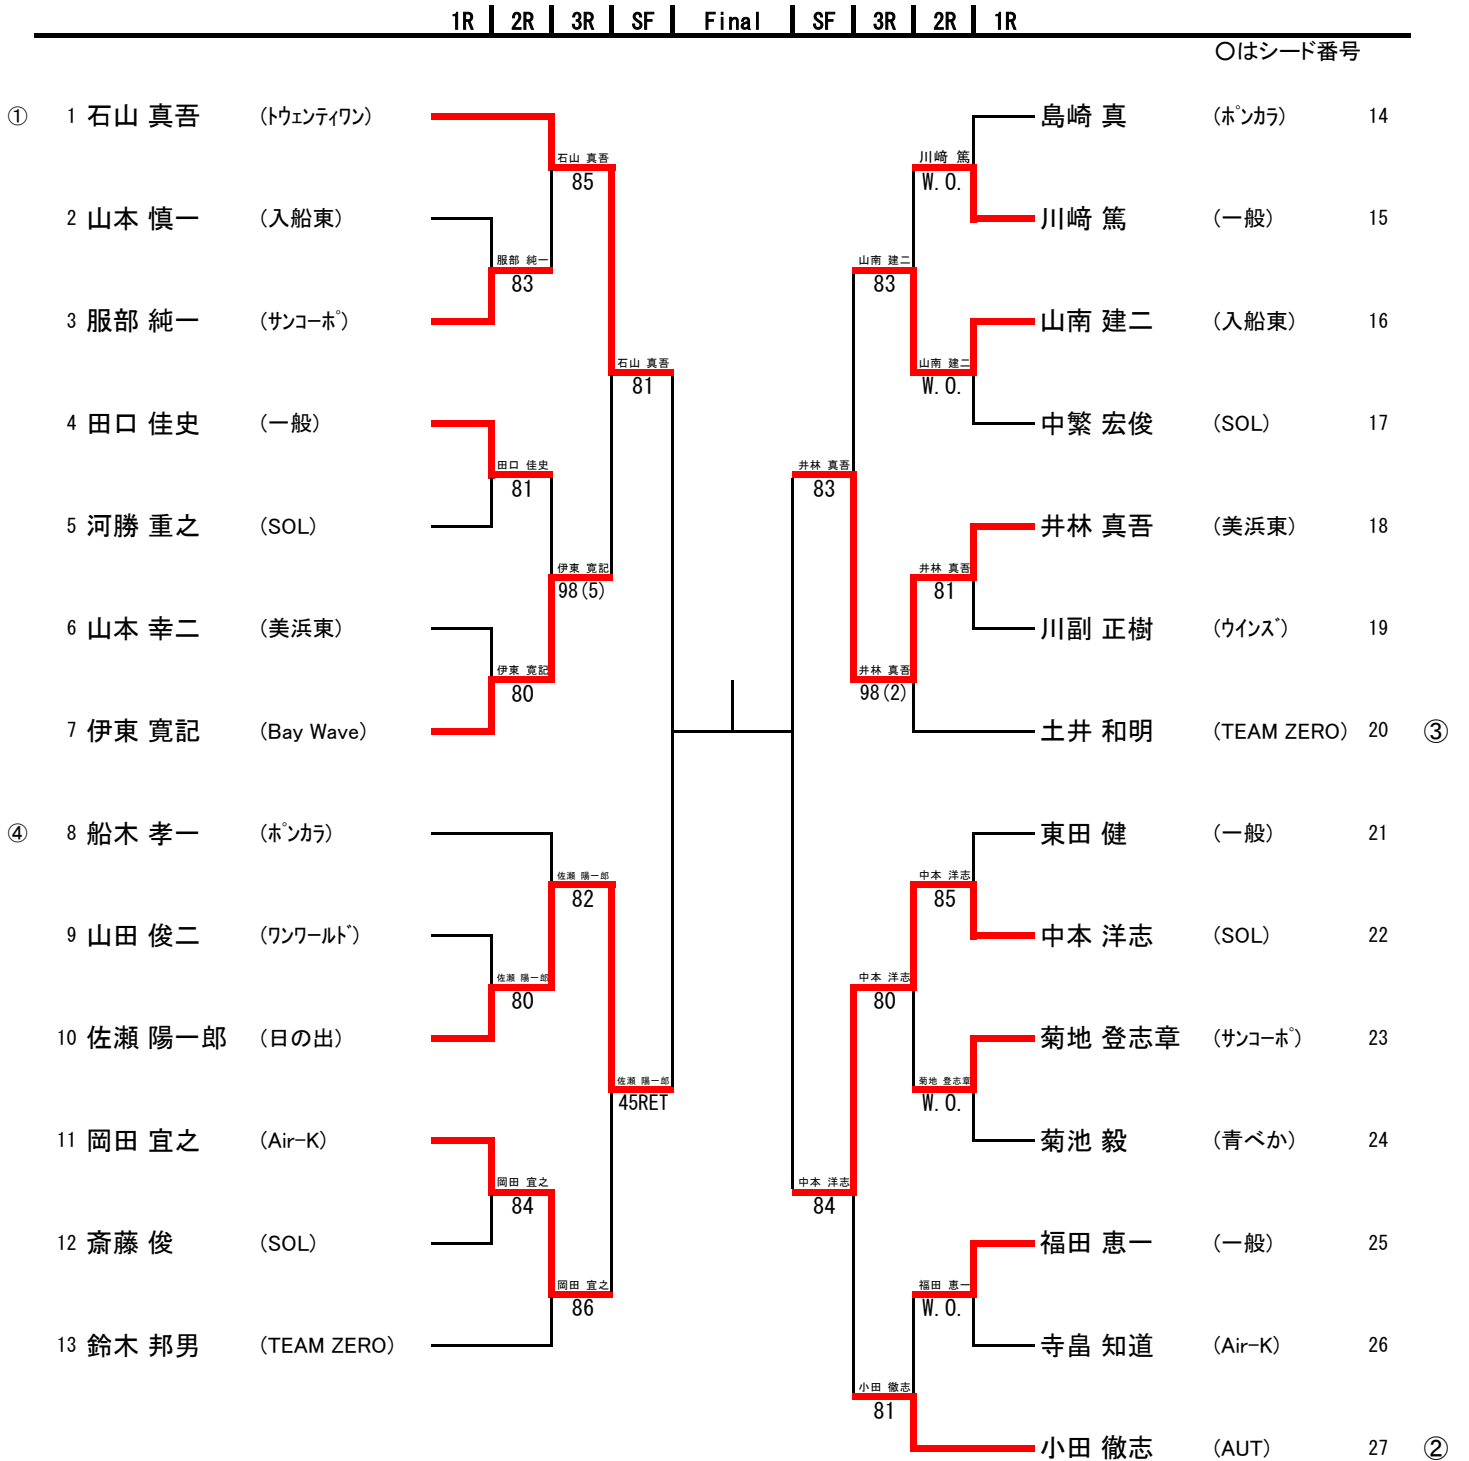 1R 2R 3R SF Final SF 3R 2R 1R
○はシード番号
① 1 石山 真吾 (トウェンティワン)
島崎 真 (ポンカラ) 14
石山 真吾
85
川﨑 篤
W.O.
2 山本 慎一 (入船東)
川﨑 篤 (一般) 15
服部 純一
83
山南 建二
83
3 服部 純一 (サンコーポ)
山南 建二 (入船東) 16
石山 真吾
81
山南 建二
W.O.
4 田口 佳史 (一般)
中繁 宏俊 (SOL) 17
田口 佳史
81
井林 真吾
83
5 河勝 重之 (SOL)
井林 真吾 (美浜東) 18
伊東 寛記
98(5)
井林 真吾
81
6 山本 幸二 (美浜東)
川副 正樹 (ウインズ) 19
伊東 寛記
80
井林 真吾
98(2)
7 伊東 寛記 (Bay Wave)
土井 和明 (TEAM ZERO) 20 ③
④ 8 船木 孝一 (ポンカラ)
東田 健 (一般) 21
佐瀬 陽一郎
82
中本 洋志
85
9 山田 俊二 (ワンワールド)
中本 洋志 (SOL) 22
佐瀬 陽一郎
80
中本 洋志
80
10 佐瀬 陽一郎 (日の出)
菊地 登志章 (サンコーポ) 23
佐瀬 陽一郎
45RET
菊地 登志章
W.O.
11 岡田 宜之 (Air-K)
菊池 毅 (青べか) 24
岡田 宜之
84
中本 洋志
84
12 斎藤 俊 (SOL)
福田 恵一 (一般) 25
岡田 宜之
86
福田 恵一
W.O.
13 鈴木 邦男 (TEAM ZERO)
寺畠 知道 (Air-K) 26
小田 徹志
81
小田 徹志 (AUT) 27 ②